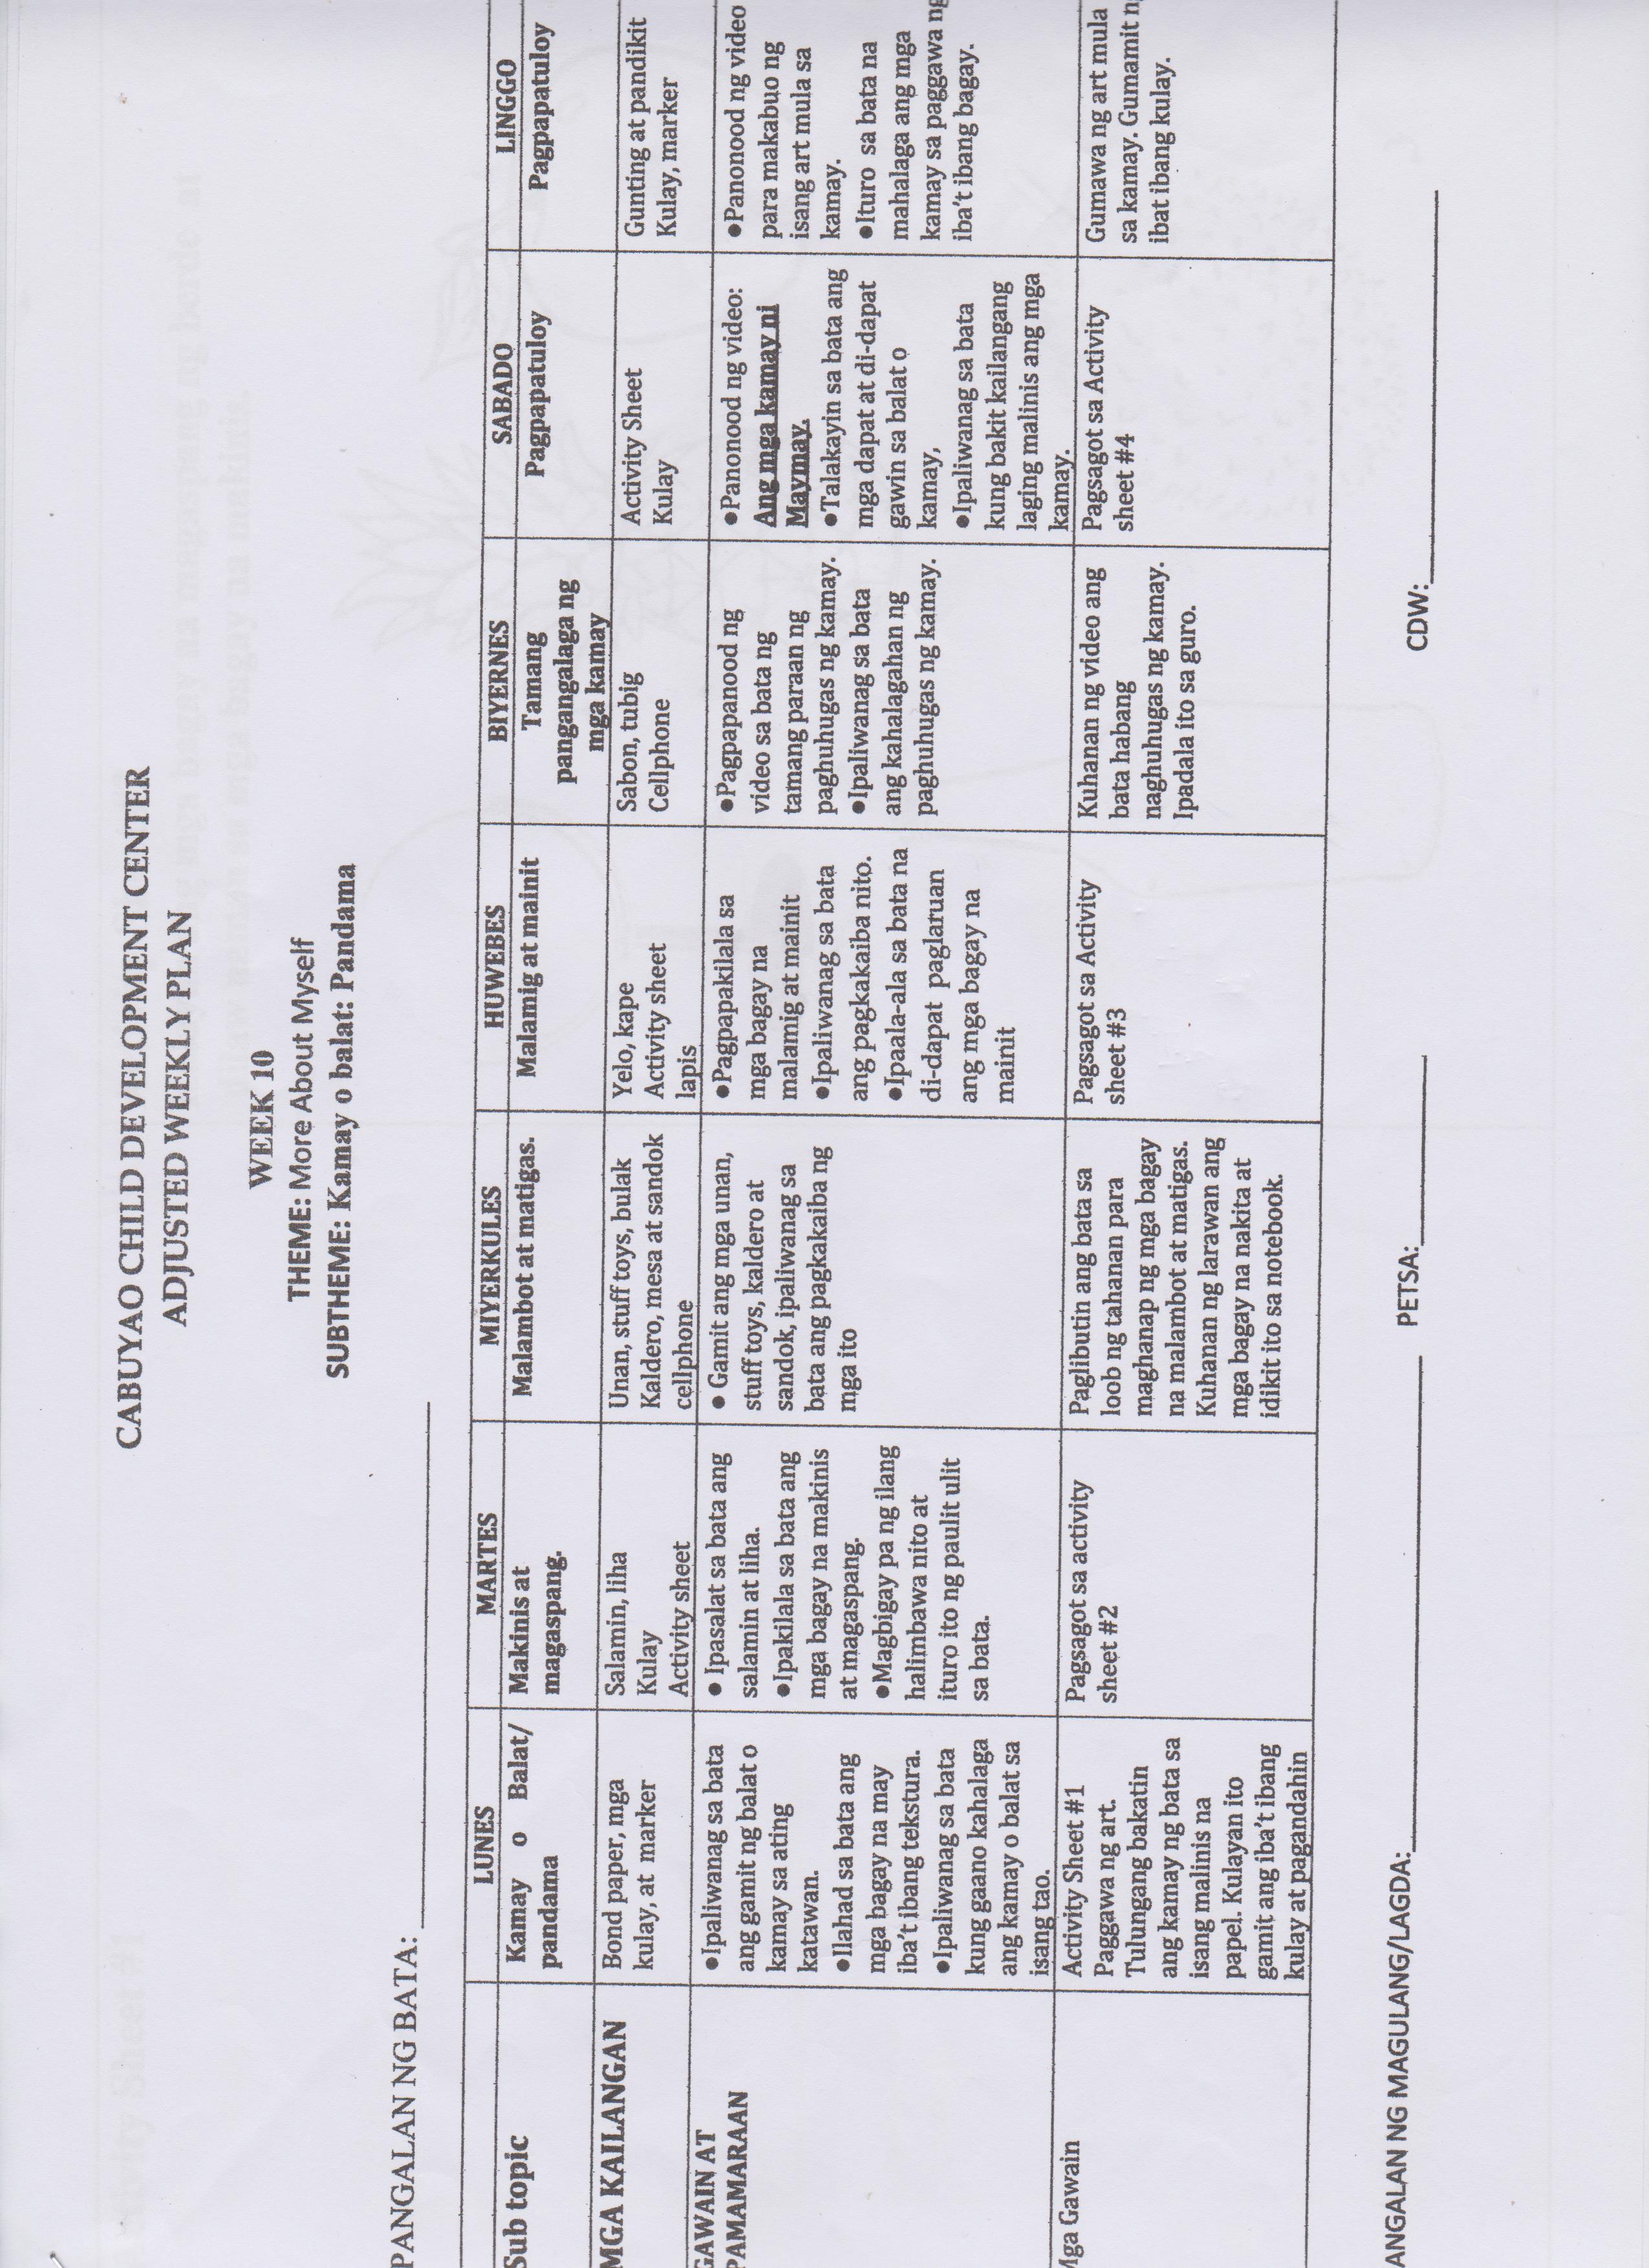 CABUYAO CHILD DEVELOPMENT CENTER
ADJUSTED WEEKLY PLAN
WEEK 10
THEME: More About Myself
SUBTHEME: Kamay o balat: Pandama
PANGALAN NG BATA:
LUNES
MARTES
MIYERKULES
HUWEBES
BIYERNES
SABADO
LINGGO
Sub topic
Kamay o Balat/
pandama
Makinis at
magaspang.
Malambot at matigas.
Malamig at mainit
Tamang
pangangalaga ng
mga kamay
Pagpapatuloy
Pagpapatuloy
MGA KAILANGAN
Bond paper, mga
kulay, at marker
Salamin, liha
Kulay
Activity sheet
Unan, stuff toys, bulak
Kaldero, mesa at sandok
cellphone
Yelo, kape
Activity sheet
lapis
Sabon, tubig
Cellphone
Activity Sheet
Kulay
Gunting at pandikit
Kulay, marker
GAWAIN AT
PAMAMARAAN
●Ipaliwanag sa bata
ang gamit ng balat o
kamay sa ating
katawan.
●Ilahad sa bata ang
mga bagay na may
iba't ibang tekstura.
●Ipaliwanag sa bata
kung gaano kahalaga
ang kamay o balat sa
isang tao.
● Ipasalat sa bata ang
salamin at liha.
●Ipakilala sa bata ang
mga bagay na makinis
at magaspang.
●Magbigay pa ng ilang
halimbawa nito at
ituro ito ng paulit ulit
sa bata.
● Gamit ang mga unan,
stuff toys, kaldero at
sandok, ipaliwanag sa
bata ang pagkakaiba ng
mga ito
●Pagpapakilala sa
mga bagay na
malamig at mainit
●Ipaliwanag sa bata
ang pagkakaiba nito.
●Ipaala-ala sa bata na
di-dapat paglaruan
ang mga bagay na
mainit
●Pagpapanood ng
video sa bata ng
tamang paraan ng
paghuhugas ng kamay.
●Ipaliwanag sa bata
ang kahalagahan ng
paghuhugas ng kamay.
●Panonood ng video:
Ang mga kamay ni
Maymay.
●Talakayin sa bata ang
mga dapat at di-dapat
gawin sa balat o
kamay,
●Ipaliwanag sa bata
kung bakit kailangang
laging malinis ang mga
kamay.
●Panonood ng video
para makabuo ng
isang art mula sa
kamay.
●Ituro sa bata na
mahalaga ang mga
kamay sa paggawa ng
iba't ibang bagay.
Mga Gawain
Activity Sheet #1
Paggawa ng art.
Tulungang bakatin
ang kamay ng bata sa
isang malinis na
papel. Kulayan ito
gamit ang iba't ibang
kulay at pagandahin
Pagsagot sa activity
sheet #2
Paglibutin ang bata sa
loob ng tahanan para
maghanap ng mga bagay
na malambot at matigas.
Kuhanan ng larawan ang
mga bagay na nakita at
idikit ito sa notebook.
Pagsagot sa Activity
sheet #3
Kuhanan ng video ang
bata habang
naghuhugas ng kamay.
Ipadala ito sa guro.
Pagsagot sa Activity
sheet #4
Gumawa ng art mula
sa kamay. Gumamit n
ibat ibang kulay.
ANGALAN NG MAGULANG/LAGDA: PETSA: CDW: